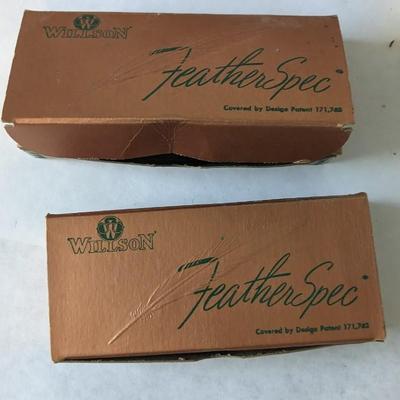 W
WILLSON
FeatherSpec
Covered by Design Patent 171,782
W
WILLSON
FeatherSpec
Covered by Design Patent 171,782